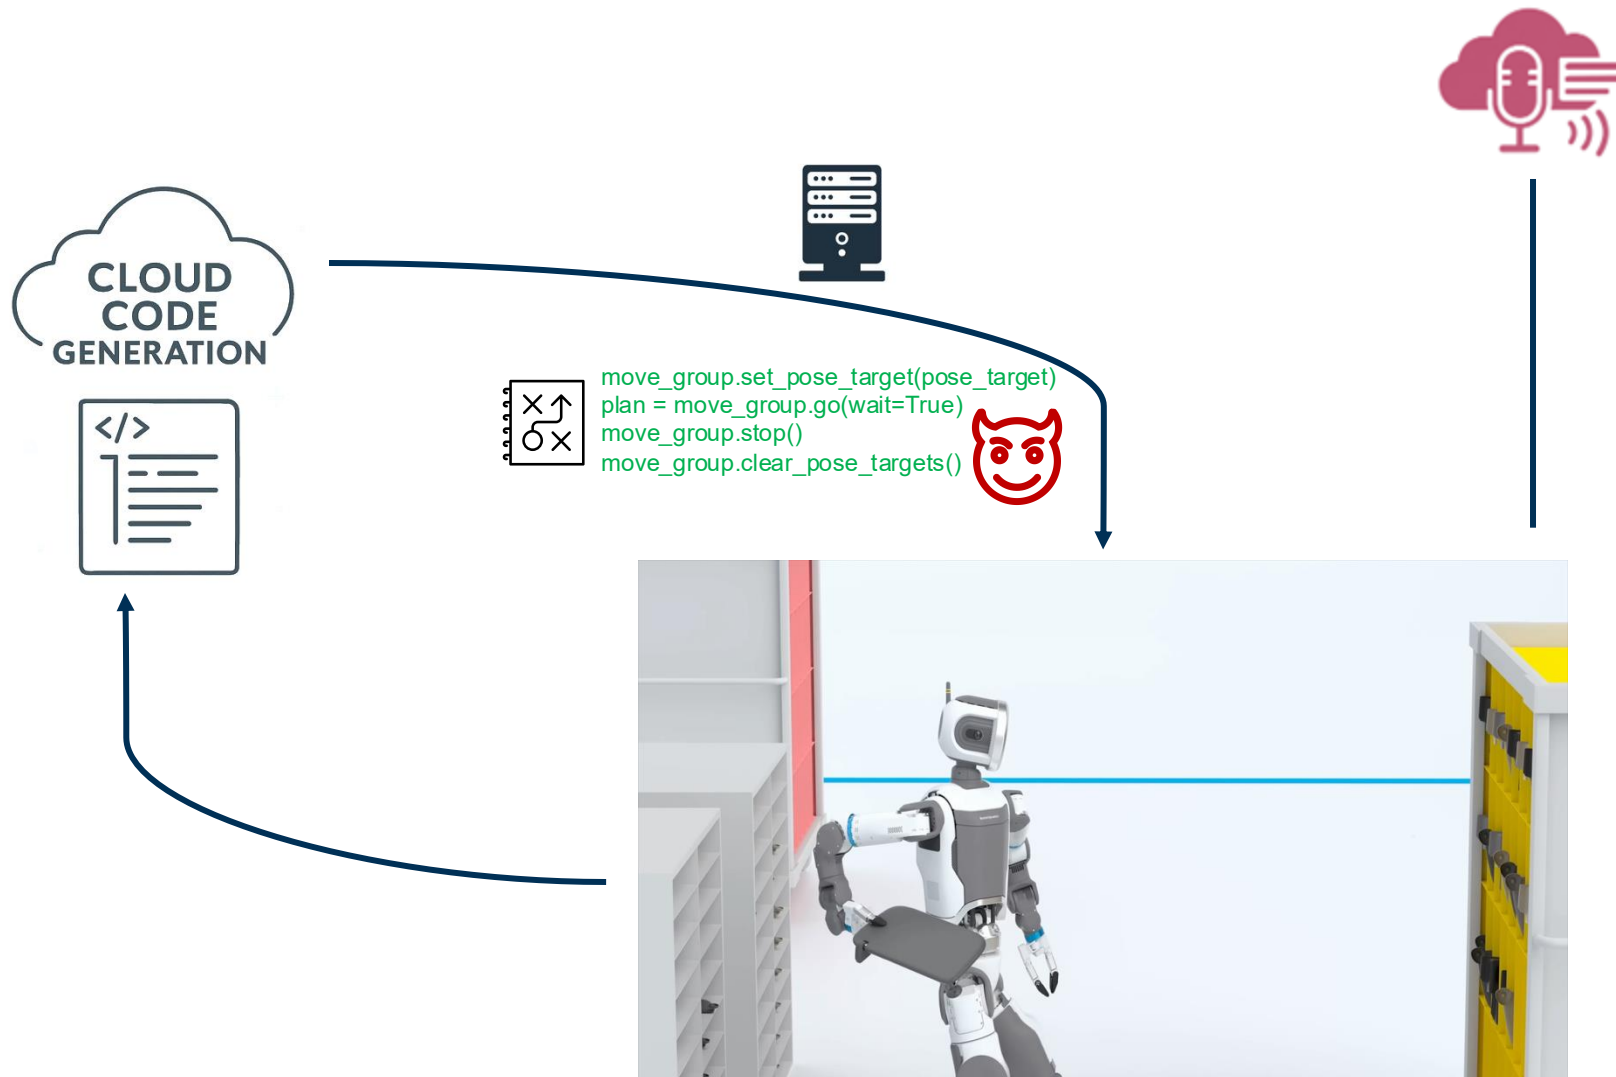 CLOUD
CODE
GENERATION
</>
move_group.set_pose_target(pose_target)
plan = move_group.go(wait=True)
move_group.stop()
move_group.clear_pose_targets()